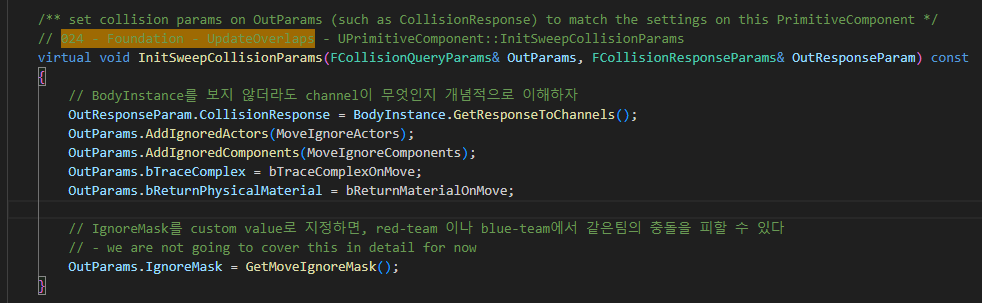 /** set collision params on OutParams (such as CollisionResponse) to match the settings on this PrimitiveComponent */
// 024 - Foundation - UpdateOverlaps - UPrimitiveComponent::InitSweepCollisionParams
virtual void InitSweepCollisionParams(FCollisionQueryParams& OutParams, FCollisionResponseParams& OutResponseParam) const
{
// BodyInstance를 보지 않더라도 channel이 무엇인지 개념적으로 이해하자
OutResponseParam.CollisionResponse = BodyInstance.GetResponseToChannels();
OutParams.AddIgnoredActors(MoveIgnoreActors);
OutParams.AddIgnoredComponents(MoveIgnoreComponents);
OutParams.bTraceComplex = bTraceComplexOnMove;
OutParams.bReturnPhysicalMaterial = bReturnMaterialOnMove;
// IgnoreMask를 custom value로 지정하면, red-team 이나 blue-team에서 같은팀의 충돌을 피할 수 있다
// - we are not going to cover this in detail for now
OutParams.IgnoreMask = GetMoveIgnoreMask();
}